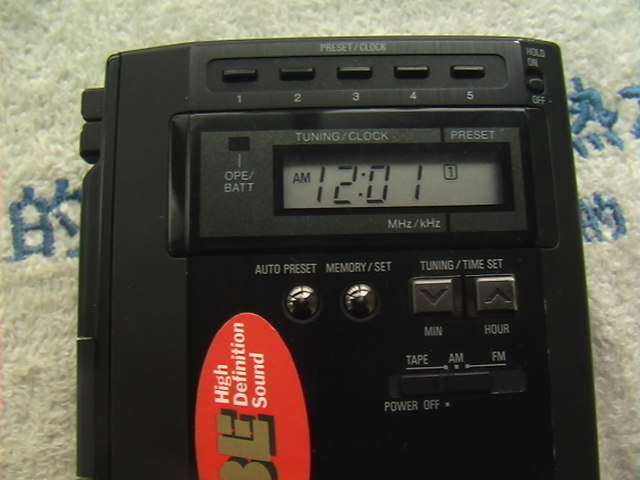 PRESET/CLOCK
HOLD
ON
OFF
1 2 3 4 5
TUNING/CLOCK PRESET
OPE/
BATT
AM 12:01 1
MHz/kHz
AUTO PRESET MEMORY/SET TUNING/TIME SET
MIN HOUR
TAPE AM FM
POWER OFF
High
Definition
Sound
的